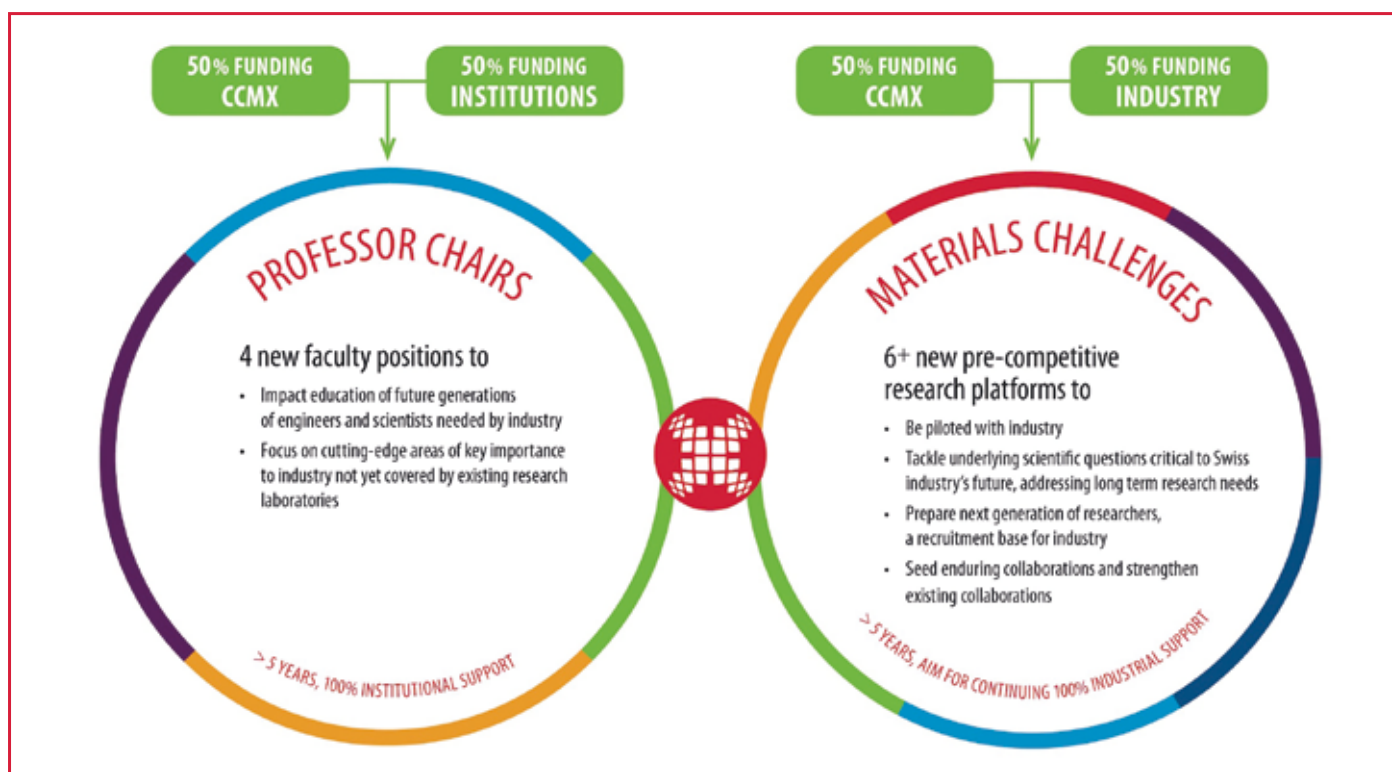 50% FUNDING
CCMX
50% FUNDING
INSTITUTIONS
PROFESSOR CHAIRS
4 new faculty positions to
• Impact education of future generations
of engineers and scientists needed by industry
• Focus on cutting-edge areas of key importance
to industry not yet covered by existing research
laboratories
> 5 YEARS, 100% INSTITUTIONAL SUPPORT
50% FUNDING
CCMX
50% FUNDING
INDUSTRY
MATERIALS CHALLENGES
6+ new pre-competitive
research platforms to
• Be piloted with industry
• Tackle underlying scientific questions critical to Swiss
industry's future, addressing long term research needs
• Prepare next generation of researchers,
a recruitment base for industry
• Seed enduring collaborations and strengthen
existing collaborations
> 5 YEARS, AIM FOR CONTINUING 100% INDUSTRIAL SUPPORT